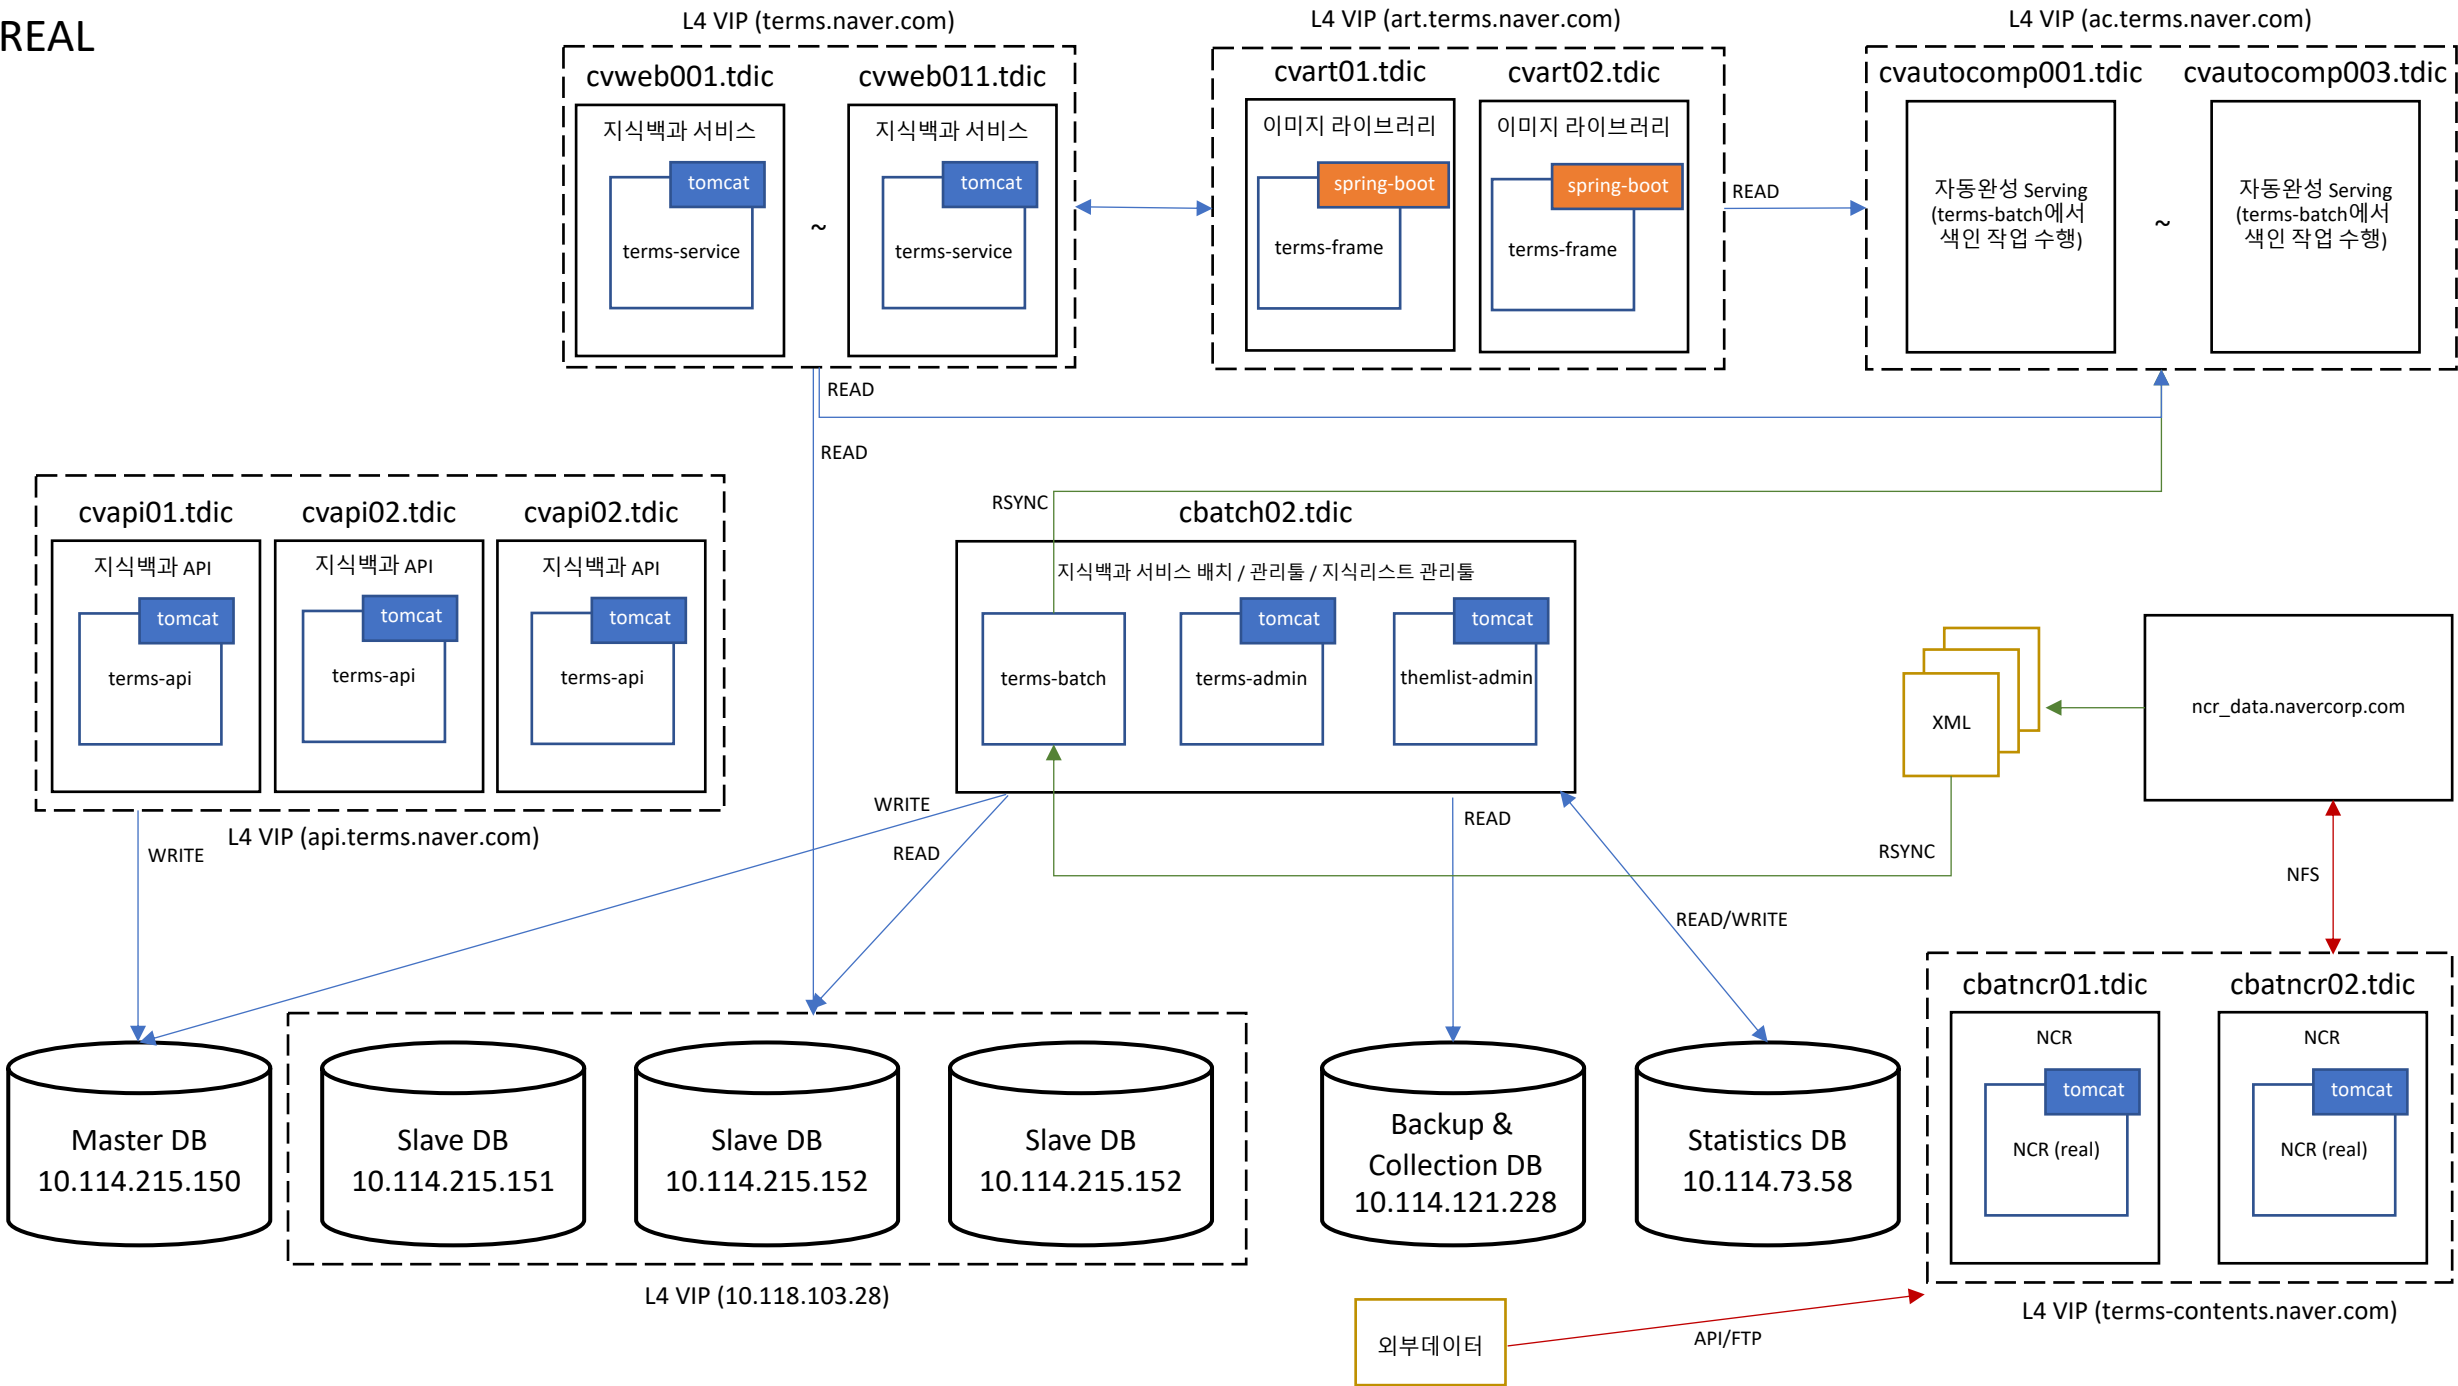 REAL
L4 VIP (terms.naver.com)
cvweb001.tdic
cvweb011.tdic
지식백과 서비스
tomcat
terms-service
~
지식백과 서비스
tomcat
terms-service
L4 VIP (art.terms.naver.com)
cvart01.tdic
cvart02.tdic
이미지 라이브러리
spring-boot
terms-frame
이미지 라이브러리
spring-boot
terms-frame
READ
L4 VIP (ac.terms.naver.com)
cvautocomp001.tdic
cvautocomp003.tdic
자동완성 Serving
(terms-batch에서
색인 작업 수행)
~
자동완성 Serving
(terms-batch에서
색인 작업 수행)
READ
READ
cvapi01.tdic
cvapi02.tdic
cvapi02.tdic
지식백과 API
tomcat
terms-api
지식백과 API
tomcat
terms-api
지식백과 API
tomcat
terms-api
L4 VIP (api.terms.naver.com)
WRITE
RSYNC
cbatch02.tdic
지식백과 서비스 배치 / 관리툴 / 지식리스트 관리툴
terms-batch
tomcat
terms-admin
tomcat
themlist-admin
WRITE
READ
READ
READ/WRITE
RSYNC
XML
ncr_data.navercorp.com
NFS
Master DB
10.114.215.150
Slave DB
10.114.215.151
Slave DB
10.114.215.152
Slave DB
10.114.215.152
L4 VIP (10.118.103.28)
Backup &
Collection DB
10.114.121.228
Statistics DB
10.114.73.58
cbatncr01.tdic
cbatncr02.tdic
NCR
tomcat
NCR (real)
NCR
tomcat
NCR (real)
L4 VIP (terms-contents.naver.com)
외부데이터
API/FTP